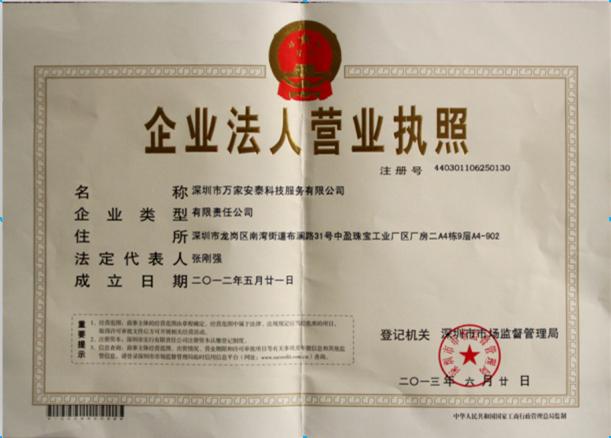 企业法人营业执照
注册号 440301106250130
名称 深圳市万家安泰科技服务有限公司
企业类型 有限责任公司
住所 深圳市龙岗区南湾街道布澜路31号中盈珠宝工业厂区厂房二A4栋9层A4-902
法定代表人 张刚强
成立日期 二〇一二年五月廿一日
重要提示
登记机关 深圳市市场监督管理局
二〇一三年 六月廿日
中华人民共和国国家工商行政管理总局监制